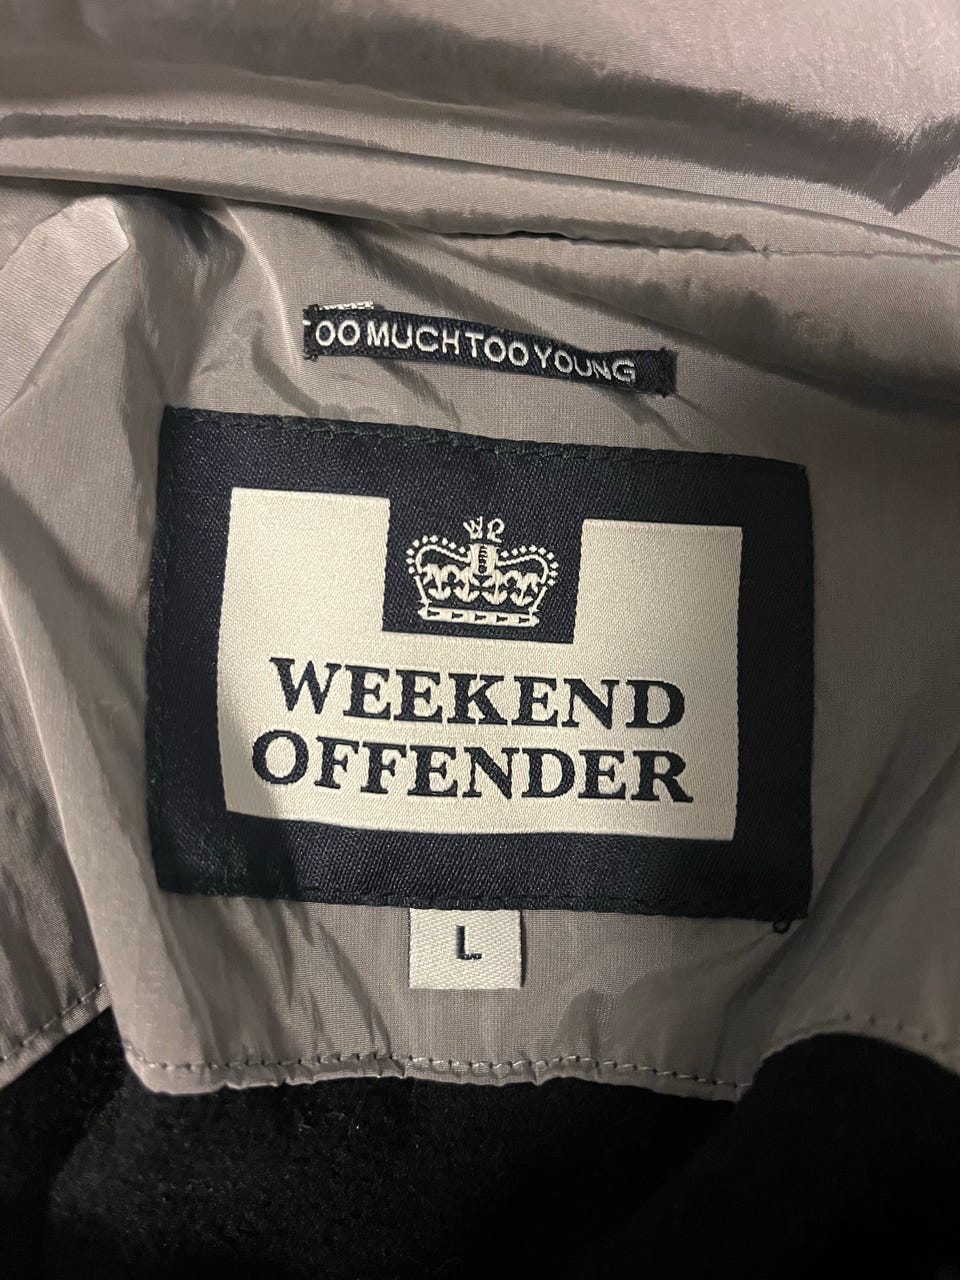 TOO MUCH TOO YOUNG
WEEKEND
OFFENDER
L